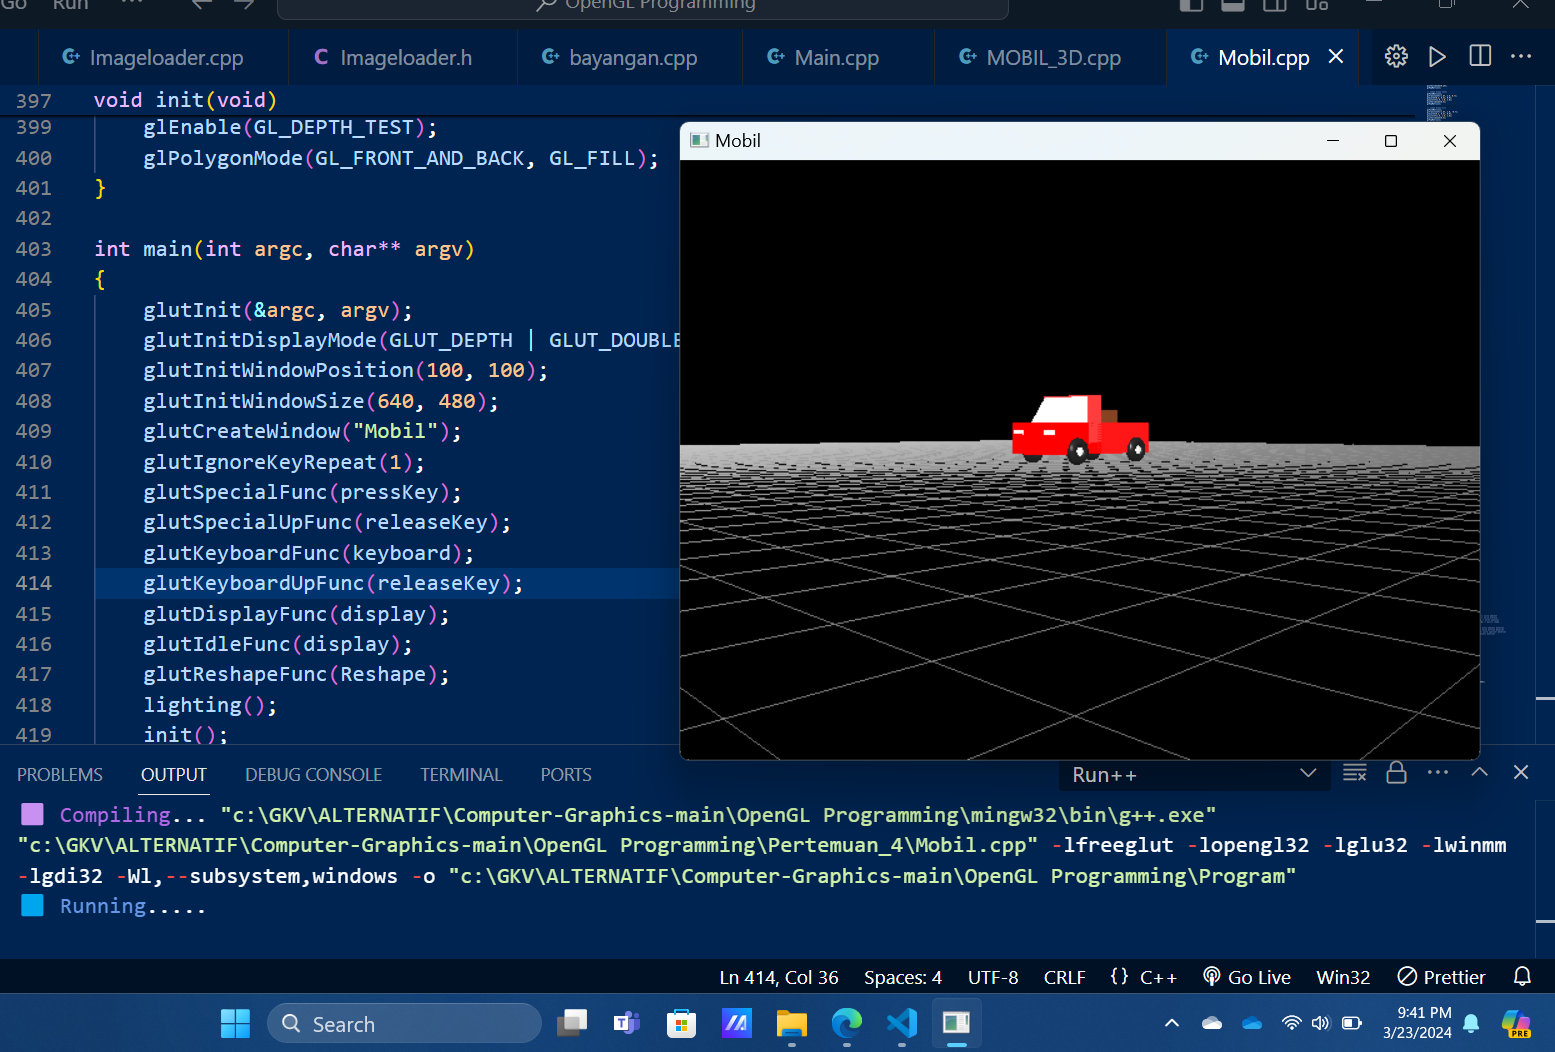 Go Run ··· OpenGL Programming
Imageloader.cpp Imageloader.h bayangan.cpp Main.cpp MOBIL_3D.cpp Mobil.cpp
397 void init(void)
399 glEnable(GL_DEPTH_TEST);
400 glPolygonMode(GL_FRONT_AND_BACK, GL_FILL);
401 }
402
403 int main(int argc, char** argv)
404 {
405 glutInit(&argc, argv);
406 glutInitDisplayMode(GLUT_DEPTH | GLUT_DOUBLE
407 glutInitWindowPosition(100, 100);
408 glutInitWindowSize(640, 480);
409 glutCreateWindow("Mobil");
410 glutIgnoreKeyRepeat(1);
411 glutSpecialFunc(pressKey);
412 glutSpecialUpFunc(releaseKey);
413 glutKeyboardFunc(keyboard);
414 glutKeyboardUpFunc(releaseKey);
415 glutDisplayFunc(display);
416 glutIdleFunc(display);
417 glutReshapeFunc(Reshape);
418 lighting();
419 init();
Mobil
PROBLEMS OUTPUT DEBUG CONSOLE TERMINAL PORTS Run++
Compiling... "c:\GKV\ALTERNATIF\Computer-Graphics-main\OpenGL Programming\mingw32\bin\g++.exe"
"c:\GKV\ALTERNATIF\Computer-Graphics-main\OpenGL Programming\Pertemuan_4\Mobil.cpp" -lfreeglut -lopengl32 -lglu32 -lwinmm
-lgdi32 -Wl,--subsystem,windows -o "c:\GKV\ALTERNATIF\Computer-Graphics-main\OpenGL Programming\Program"
Running.....
Ln 414, Col 36 Spaces: 4 UTF-8 CRLF {} C++ Go Live Win32 Prettier
Search
9:41 PM
3/23/2024
PRE